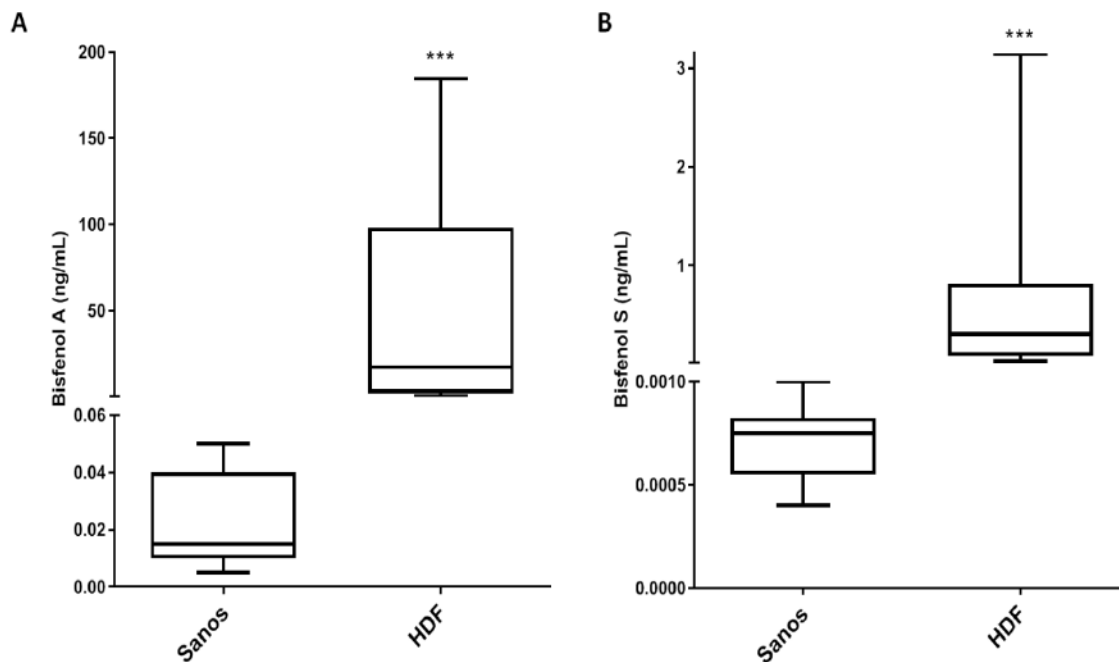 A
Bisfenol A (ng/mL)
200
150
100
50
0.06
0.04
0.02
0.00
***
Sanos
HDF
B
Bisfenol S (ng/mL)
3
2
1
0.0010
0.0005
0.0000
***
Sanos
HDF